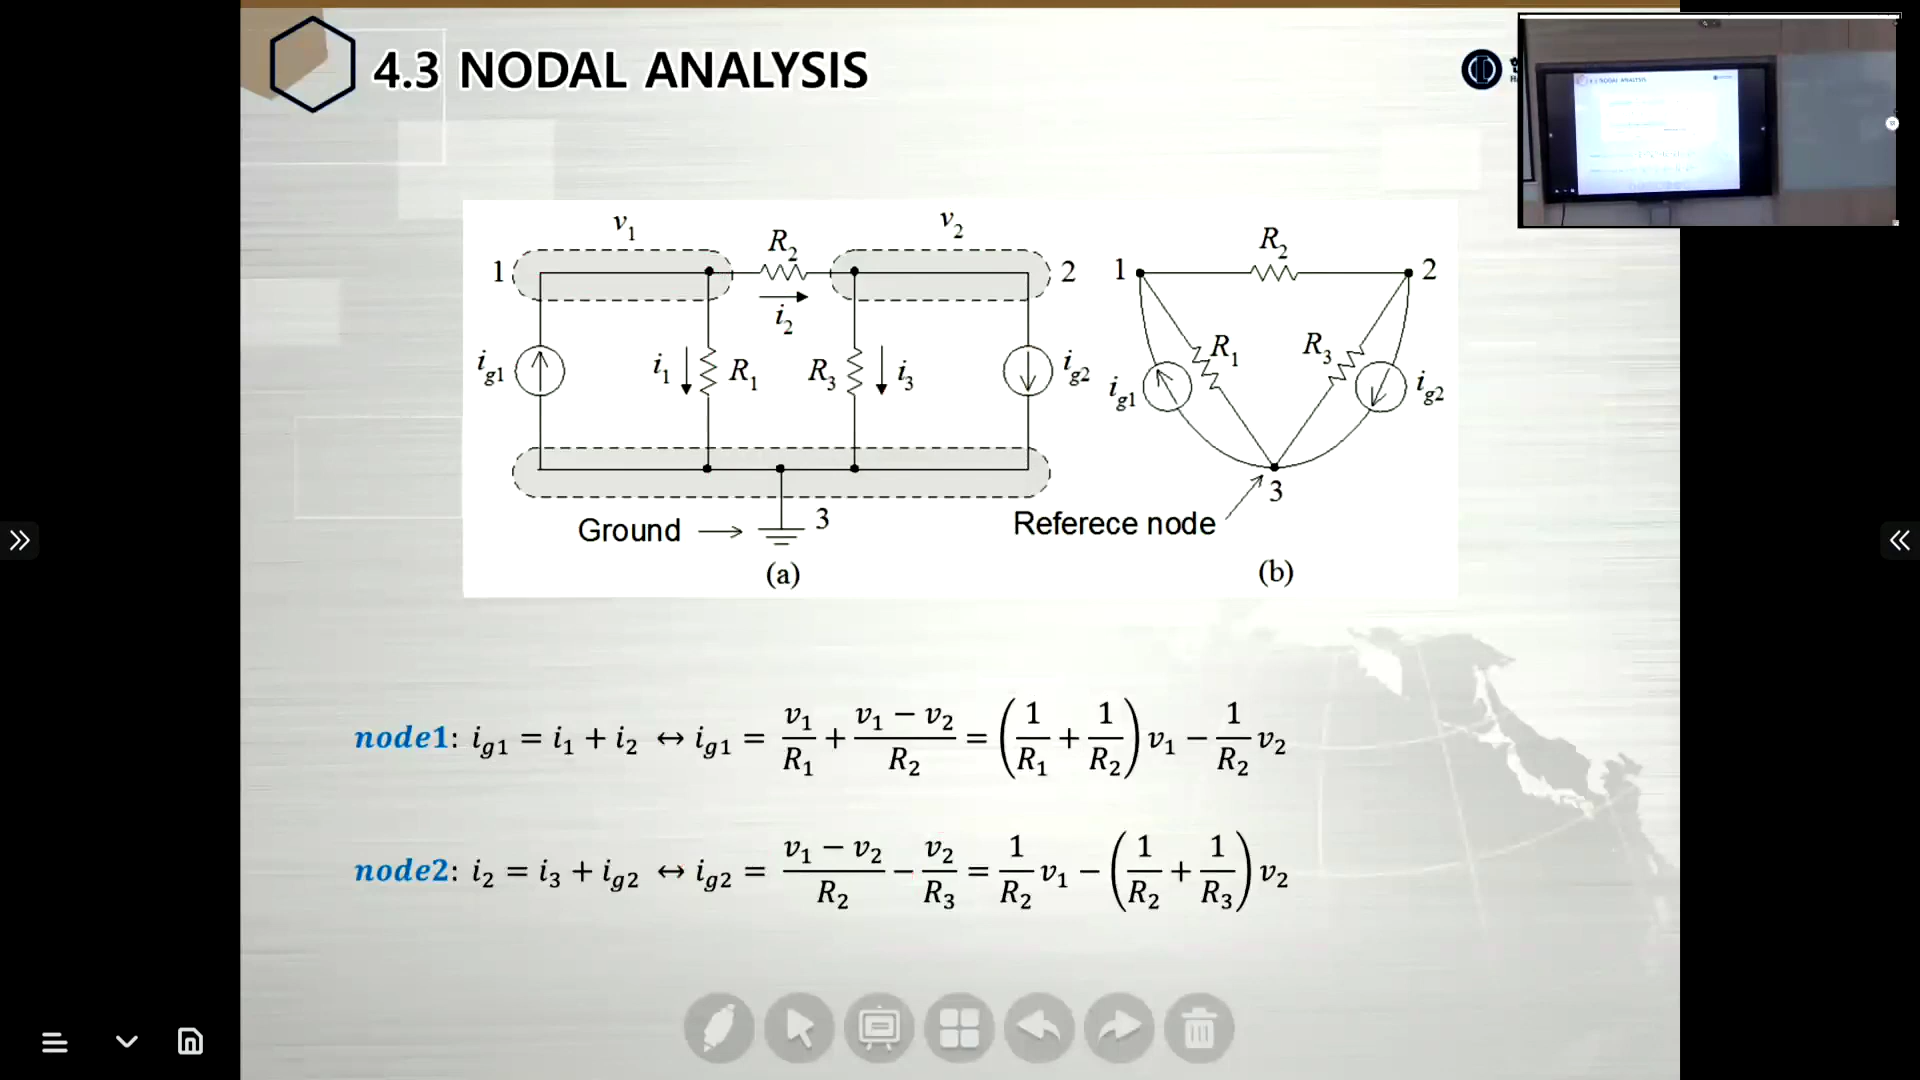 4.3 NODAL ANALYSIS
v1
R2
v2
1
2
i2
ig1
i1
R1
R3
i3
ig2
Ground
3
(a)
R2
1
2
R1
R3
ig1
ig2
3
Referece node
(b)
node1: ig1 = i1 + i2 ↔ ig1 = v1/R1 + (v1 − v2)/R2 = (1/R1 + 1/R2) v1 − 1/R2 v2
node2: i2 = i3 + ig2 ↔ ig2 = (v1 − v2)/R2 − v2/R3 = 1/R2 v1 − (1/R2 + 1/R3) v2